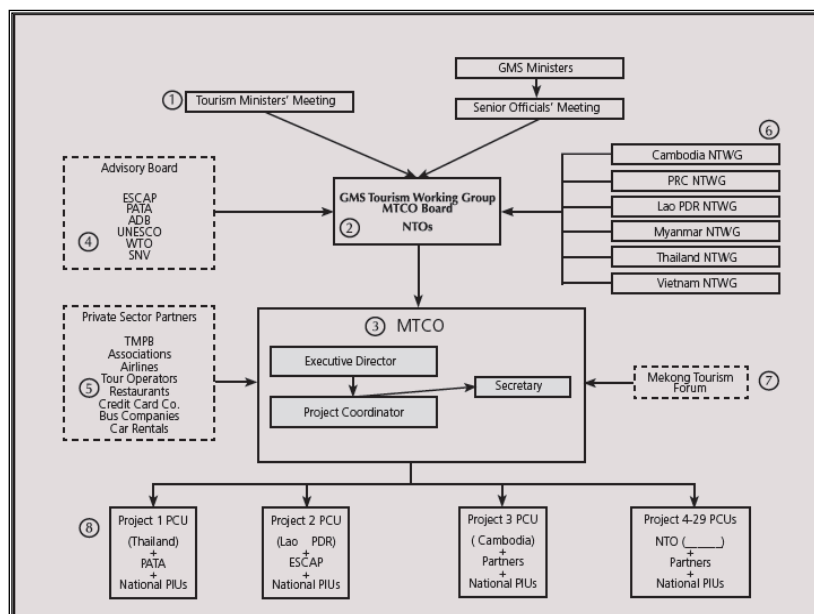 GMS Ministers
① Tourism Ministers' Meeting
Senior Officials' Meeting
⑥
Advisory Board
ESCAP
PATA
ADB
UNESCO
④ WTO
SNV
GMS Tourism Working Group
MTCO Board
② NTOs
Cambodia NTWG
PRC NTWG
Lao PDR NTWG
Myanmar NTWG
Thailand NTWG
Vietnam NTWG
Private Sector Partners
TMPB
Associations
Airlines
⑤ Tour Operators
Restaurants
Credit Card Co.
Bus Companies
Car Rentals
③ MTCO
Executive Director
Secretary
Project Coordinator
Mekong Tourism
Forum
⑦
⑧
Project 1 PCU
(Thailand)
+
PATA
+
National PIUs
Project 2 PCU
(Lao PDR)
+
ESCAP
+
National PIUs
Project 3 PCU
( Cambodia)
+
Partners
+
National PIUs
Project 4-29 PCUs
NTO (_____)
+
Partners
+
National PIUs